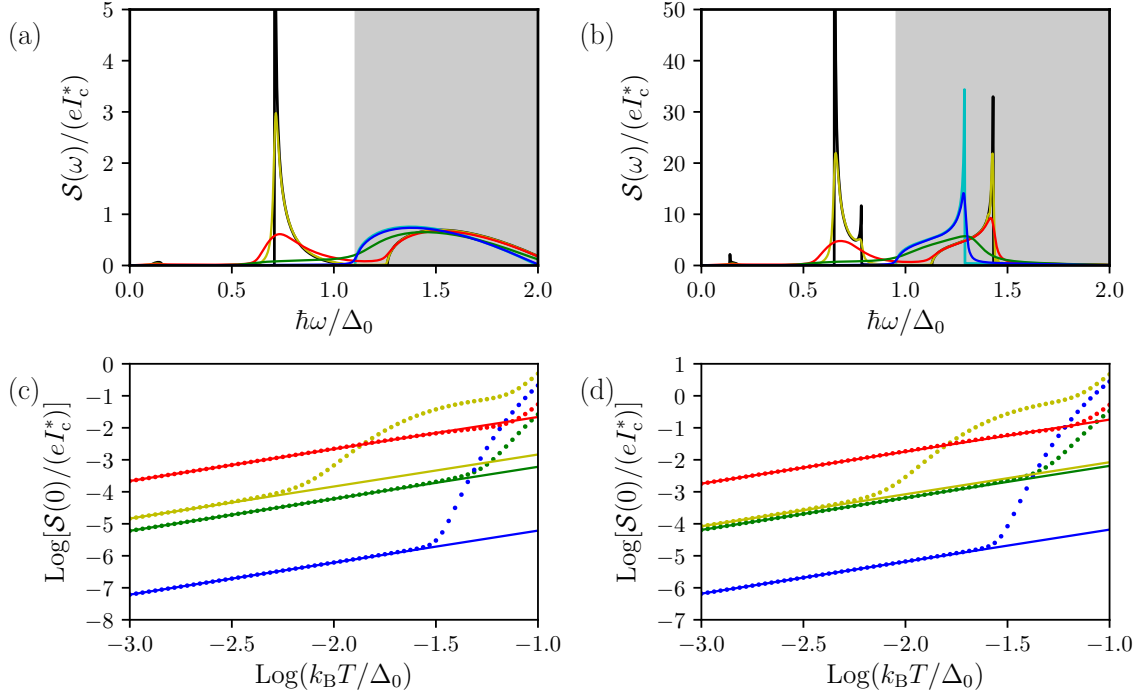 (a)
S(ω)/(eI*c)
5
4
3
2
1
0
0.0 0.5 1.0 1.5 2.0
ħω/Δ0
(b)
S(ω)/(eI*c)
50
40
30
20
10
0
0.0 0.5 1.0 1.5 2.0
ħω/Δ0
(c)
Log[S(0)/(eI*c)]
0
−1
−2
−3
−4
−5
−6
−7
−8
−3.0 −2.5 −2.0 −1.5 −1.0
Log(kBT/Δ0)
(d)
Log[S(0)/(eI*c)]
1
0
−1
−2
−3
−4
−5
−6
−7
−3.0 −2.5 −2.0 −1.5 −1.0
Log(kBT/Δ0)